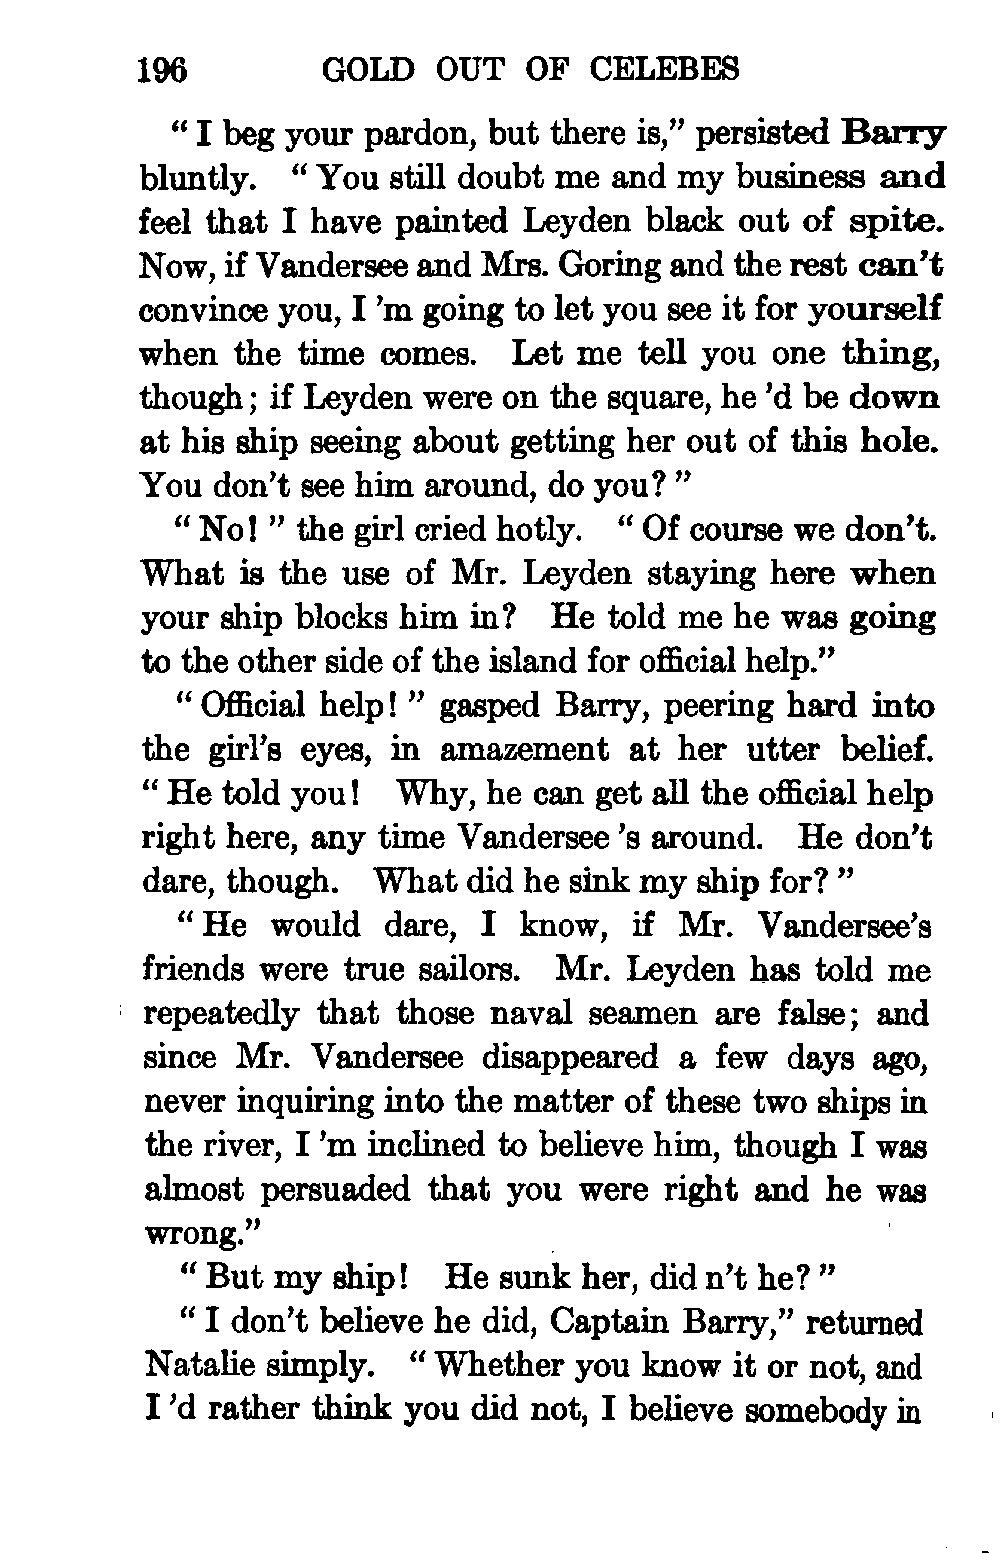 196 GOLD OUT OF CELEBES
“ I beg your pardon, but there is,” persisted Barry
bluntly. “ You still doubt me and my business and
feel that I have painted Leyden black out of spite.
Now, if Vandersee and Mrs. Goring and the rest can’t
convince you, I ’m going to let you see it for yourself
when the time comes. Let me tell you one thing,
though; if Leyden were on the square, he ’d be down
at his ship seeing about getting her out of this hole.
You don’t see him around, do you? ”
“ No! ” the girl cried hotly. “ Of course we don’t.
What is the use of Mr. Leyden staying here when
your ship blocks him in? He told me he was going
to the other side of the island for official help.”
“ Official help! ” gasped Barry, peering hard into
the girl’s eyes, in amazement at her utter belief.
“ He told you! Why, he can get all the official help
right here, any time Vandersee ’s around. He don’t
dare, though. What did he sink my ship for? ”
“ He would dare, I know, if Mr. Vandersee’s
friends were true sailors. Mr. Leyden has told me
repeatedly that those naval seamen are false; and
since Mr. Vandersee disappeared a few days ago,
never inquiring into the matter of these two ships in
the river, I ’m inclined to believe him, though I was
almost persuaded that you were right and he was
wrong.”
“ But my ship! He sunk her, did n’t he? ”
“ I don’t believe he did, Captain Barry,” returned
Natalie simply. “ Whether you know it or not, and
I ’d rather think you did not, I believe somebody in